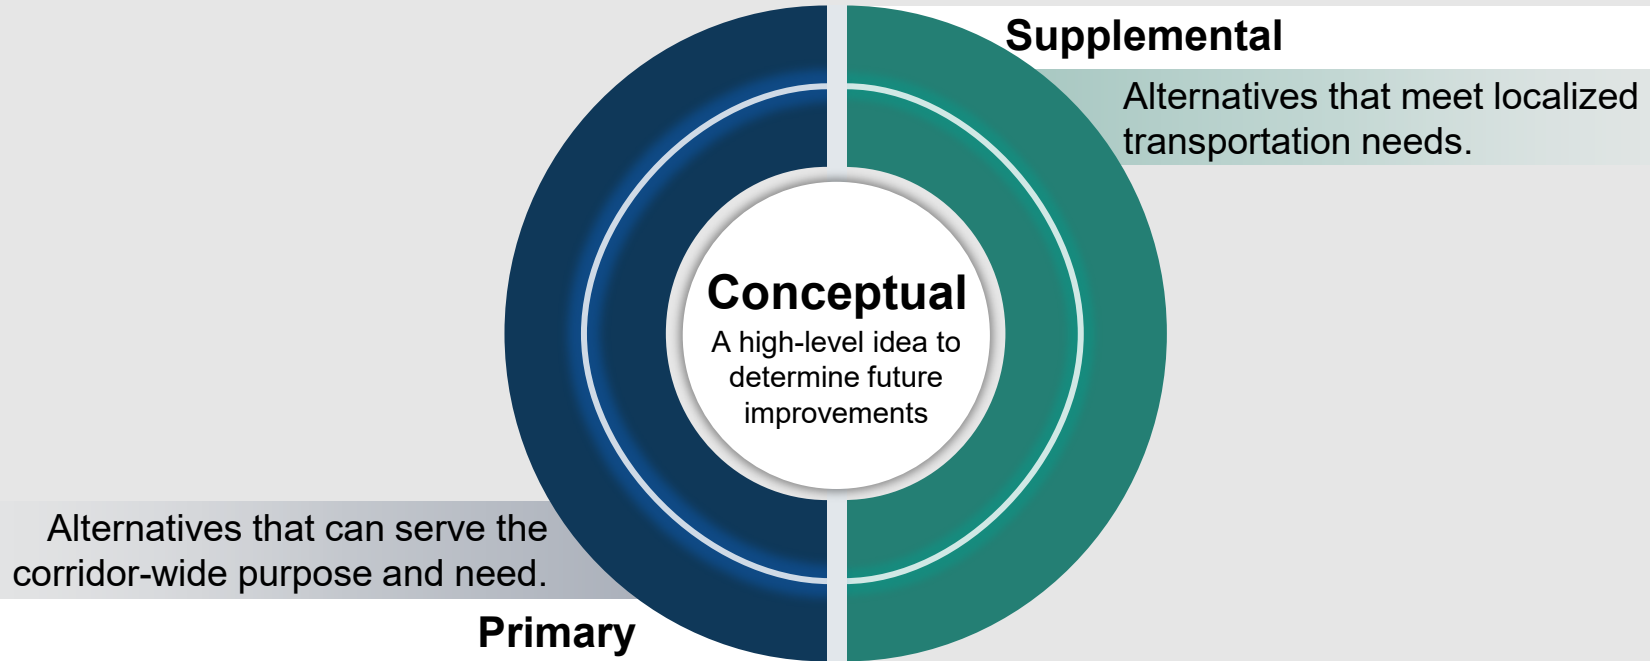 Supplemental
Alternatives that meet localized
transportation needs.
Conceptual
A high-level idea to
determine future
improvements
Alternatives that can serve the
corridor-wide purpose and need.
Primary